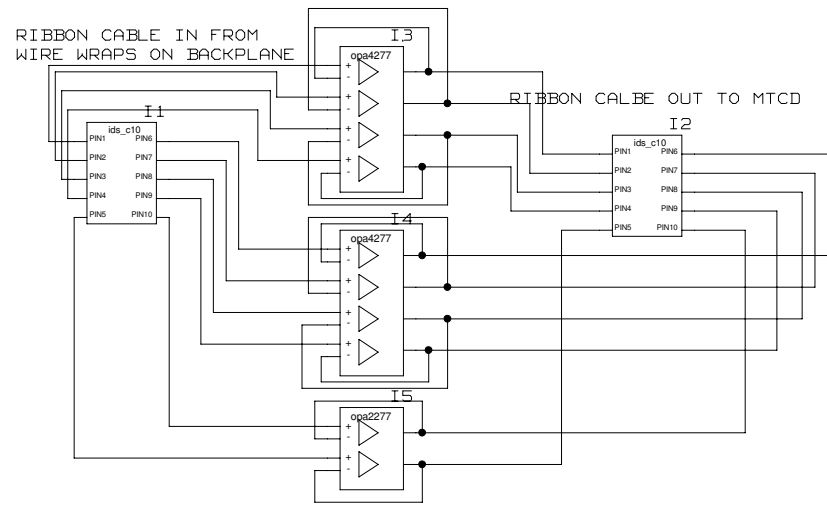 RIBBON CABLE IN FROM
WIRE WRAPS ON BACKPLANE
I3
opa4277
+
-
+
-
+
-
+
-
RIBBON CALBE OUT TO MTCD
I1
ids_c10
PIN1 PIN6
PIN2 PIN7
PIN3 PIN8
PIN4 PIN9
PIN5 PIN10
I2
ids_c10
PIN1 PIN6
PIN2 PIN7
PIN3 PIN8
PIN4 PIN9
PIN5 PIN10
I4
opa4277
+
-
+
-
+
-
+
-
I5
opa2277
+
-
+
-